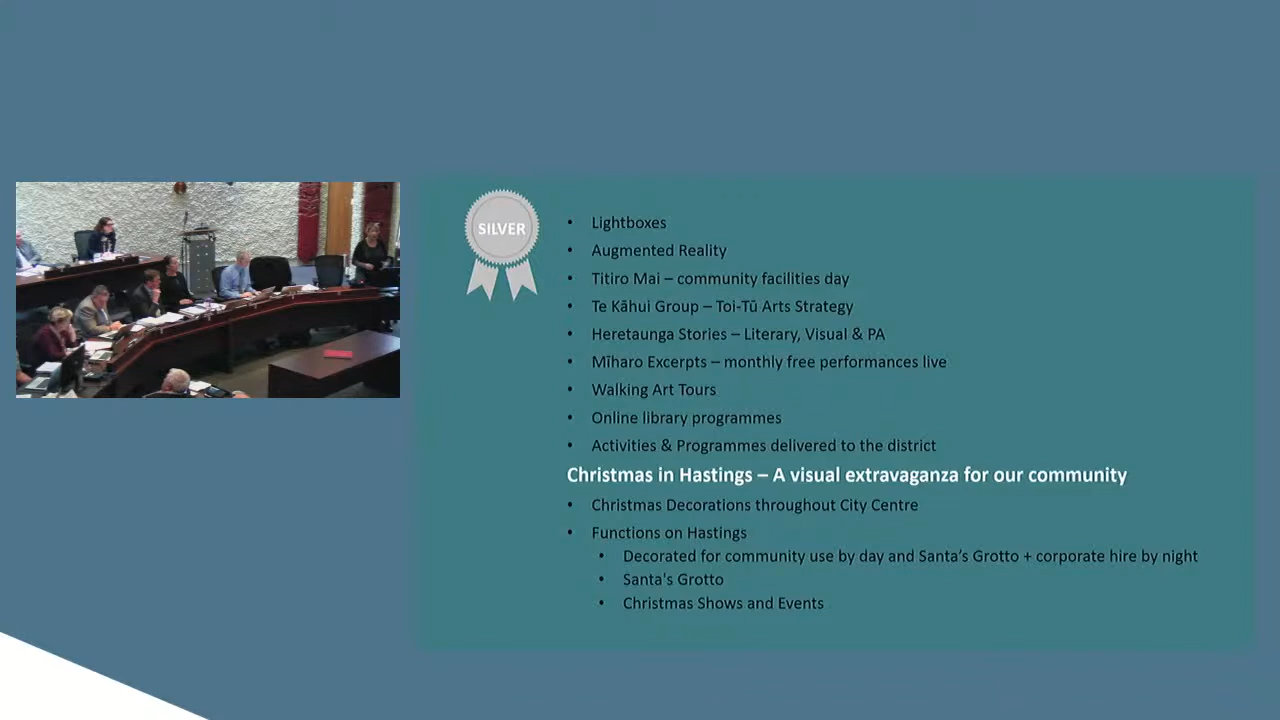 SILVER
• Lightboxes
• Augmented Reality
• Titiro Mai – community facilities day
• Te Kāhui Group – Toi-Tū Arts Strategy
• Heretaunga Stories – Literary, Visual & PA
• Mīharo Excerpts – monthly free performances live
• Walking Art Tours
• Online library programmes
• Activities & Programmes delivered to the district
Christmas in Hastings – A visual extravaganza for our community
• Christmas Decorations throughout City Centre
• Functions on Hastings
• Decorated for community use by day and Santa’s Grotto + corporate hire by night
• Santa's Grotto
• Christmas Shows and Events